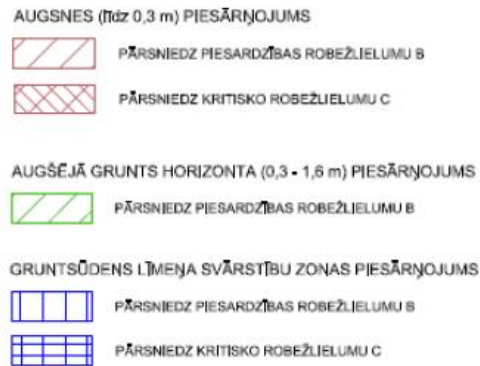 AUGSNES (līdz 0,3 m) PIESĀRŅOJUMS
PĀRSNIEDZ PIESARDZĪBAS ROBEŽLIELUMU B
PĀRSNIEDZ KRITISKO ROBEŽLIELUMU C
AUGŠĒJĀ GRUNTS HORIZONTA (0,3 - 1,6 m) PIESĀRŅOJUMS
PĀRSNIEDZ PIESARDZĪBAS ROBEŽLIELUMU B
GRUNTSŪDENS LĪMEŅA SVĀRSTĪBU ZONAS PIESĀRŅOJUMS
PĀRSNIEDZ PIESARDZĪBAS ROBEŽLIELUMU B
PĀRSNIEDZ KRITISKO ROBEŽLIELUMU C